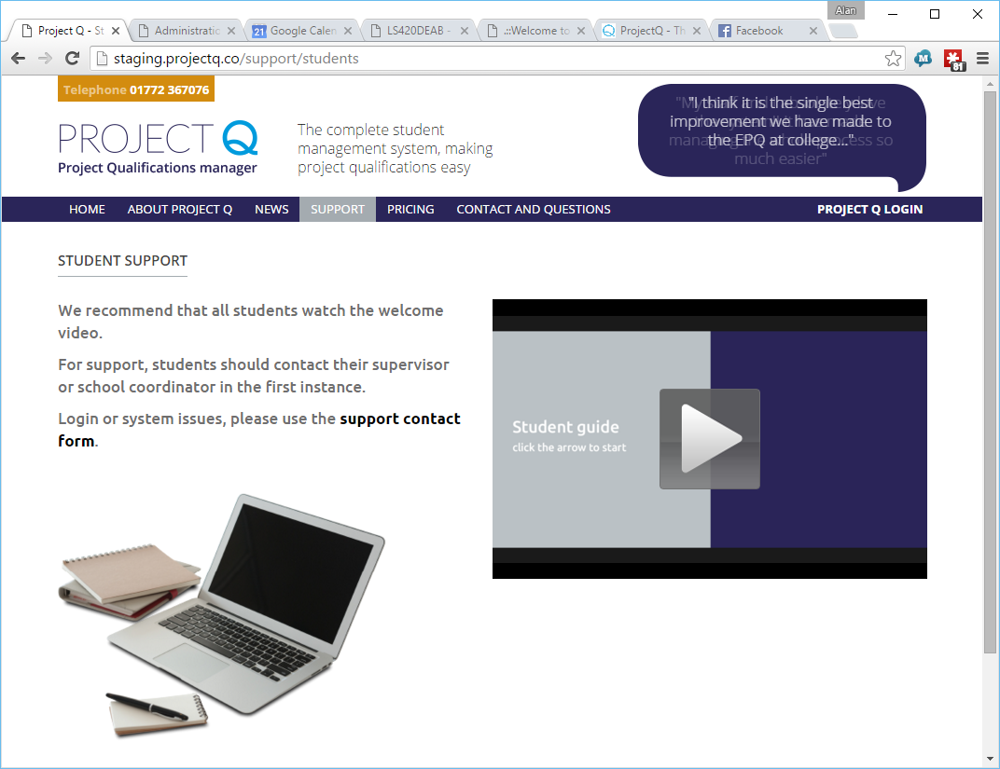 Alan
Project Q - St
Administratio
Google Calen
LS420DEAB -
.::Welcome to
ProjectQ - Th
Facebook
staging.projectq.co/support/students
M
81
21
Telephone 01772 367076
PROJECT Q
Project Qualifications manager
The complete student
management system, making
project qualifications easy
"I think it is the single best
improvement we have made to
the EPQ at college..."
much easier"
HOME ABOUT PROJECT Q NEWS SUPPORT PRICING CONTACT AND QUESTIONS PROJECT Q LOGIN
STUDENT SUPPORT
We recommend that all students watch the welcome
video.
For support, students should contact their supervisor
or school coordinator in the first instance.
Login or system issues, please use the support contact
form.
Student guide
click the arrow to start